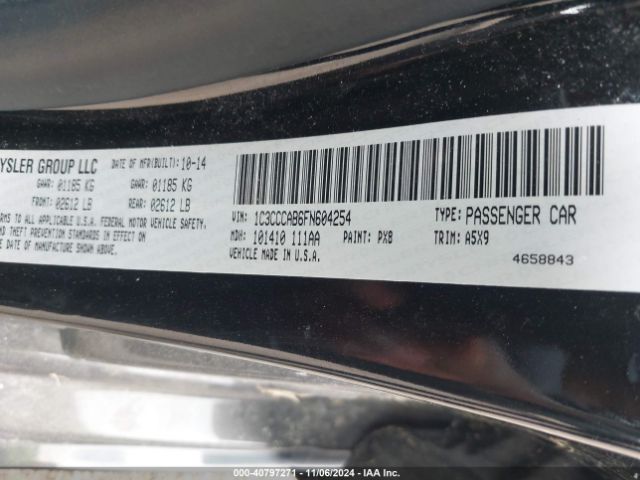 YSLER GROUP LLC DATE OF MFR(BUILT): 10-14
GAWR: 01185 KG GAWR: 01185 KG
FRONT: 02612 LB REAR: 02612 LB
RMS TO ALL APPLICABLE U.S.A. FEDERAL MOTOR VEHICLE SAFETY,
AND THEFT PREVENTION STANDARDS IN EFFECT
E DATE OF MANUFACTURE SHOWN ABOVE.
VIN: 1C3CCCAB6FN604254 TYPE: PASSENGER CAR
MDH: 101410 111AA PAINT: PX8 TRIM: A5X9
VEHICLE MADE IN U.S.A.
4658843
000-40797271 - 11/06/2024 - IAA Inc.